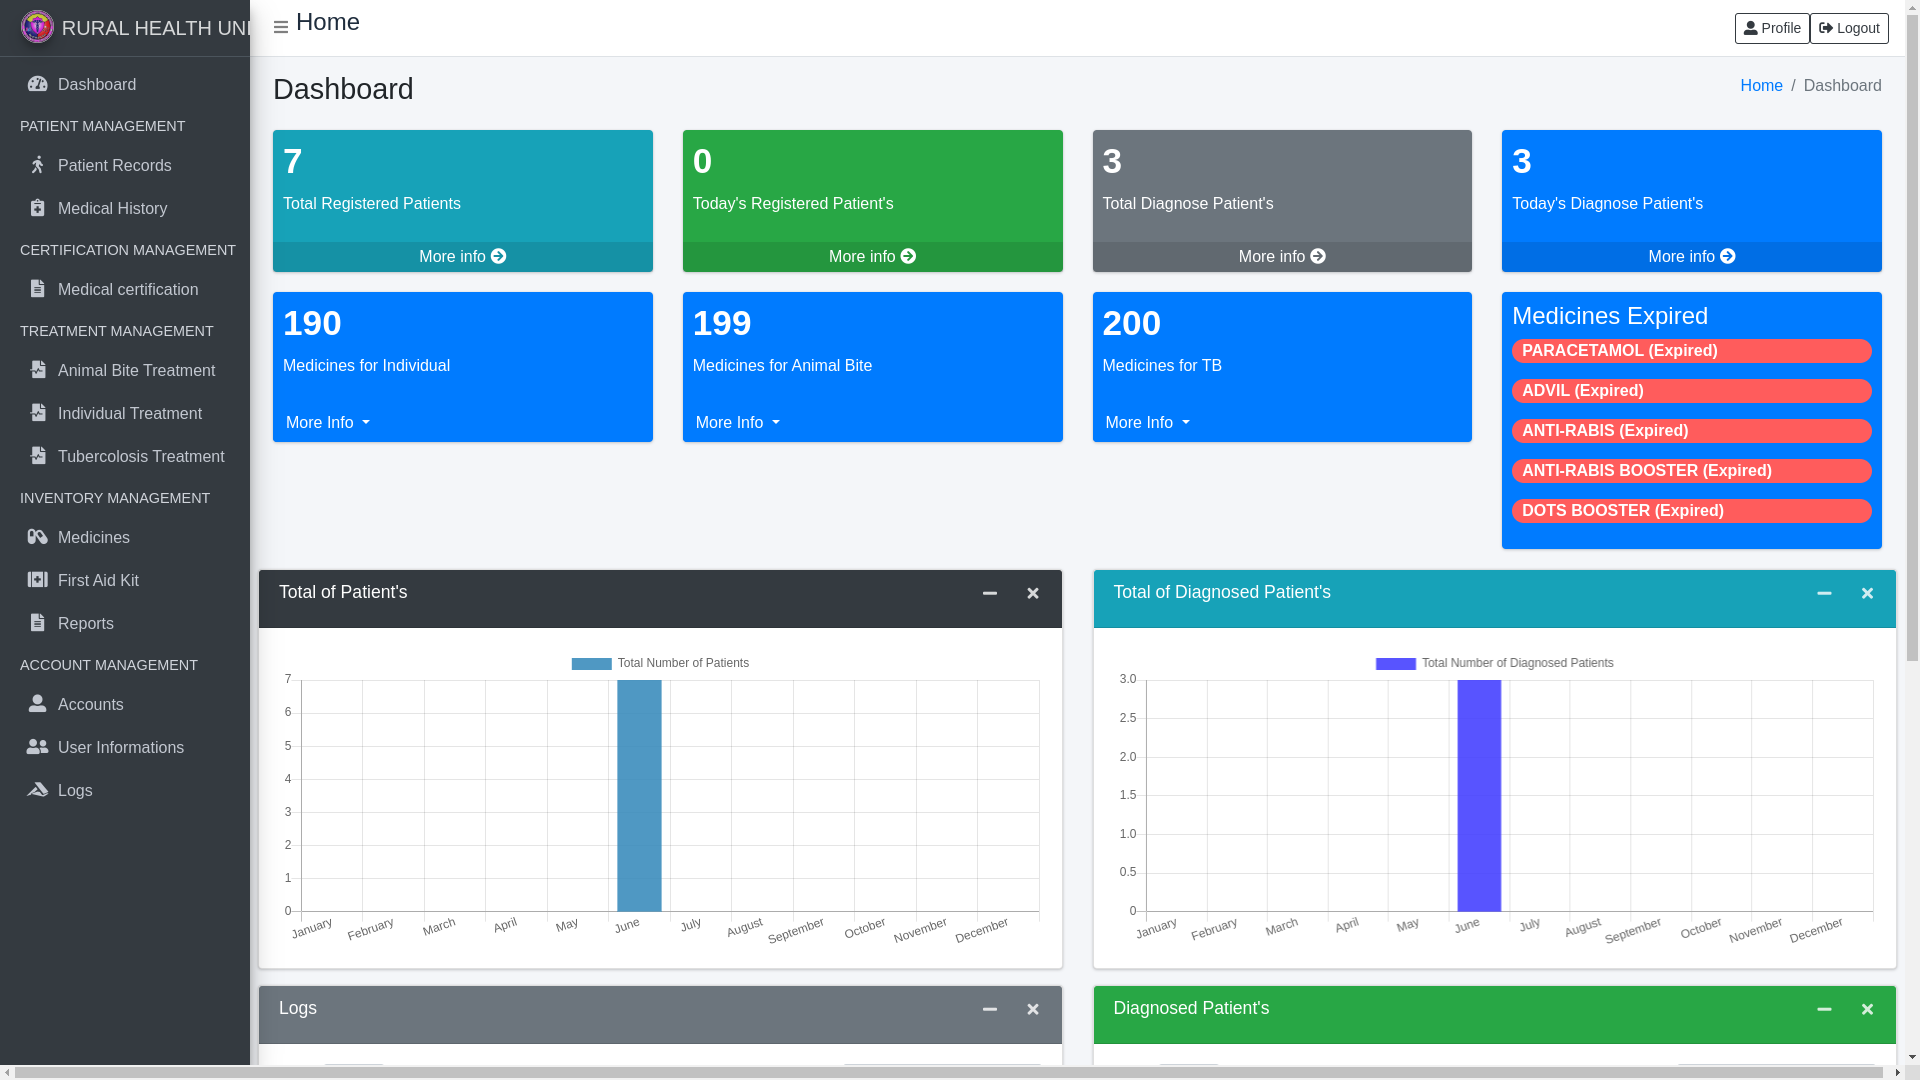 RURAL HEALTH UNI
Home
Profile
Logout
Dashboard
PATIENT MANAGEMENT
Patient Records
Medical History
CERTIFICATION MANAGEMENT
Medical certification
TREATMENT MANAGEMENT
Animal Bite Treatment
Individual Treatment
Tubercolosis Treatment
INVENTORY MANAGEMENT
Medicines
First Aid Kit
Reports
ACCOUNT MANAGEMENT
Accounts
User Informations
Logs
Dashboard
Home / Dashboard
7
Total Registered Patients
More info
0
Today's Registered Patient's
More info
3
Total Diagnose Patient's
More info
3
Today's Diagnose Patient's
More info
190
Medicines for Individual
More Info
199
Medicines for Animal Bite
More Info
200
Medicines for TB
More Info
Medicines Expired
PARACETAMOL (Expired)
ADVIL (Expired)
ANTI-RABIS (Expired)
ANTI-RABIS BOOSTER (Expired)
DOTS BOOSTER (Expired)
Total of Patient's
Total Number of Patients
7
6
5
4
3
2
1
0
January February March April May June July August September October November December
Total of Diagnosed Patient's
Total Number of Diagnosed Patients
3.0
2.5
2.0
1.5
1.0
0.5
0
January February March April May June July August September October November December
Logs
Diagnosed Patient's